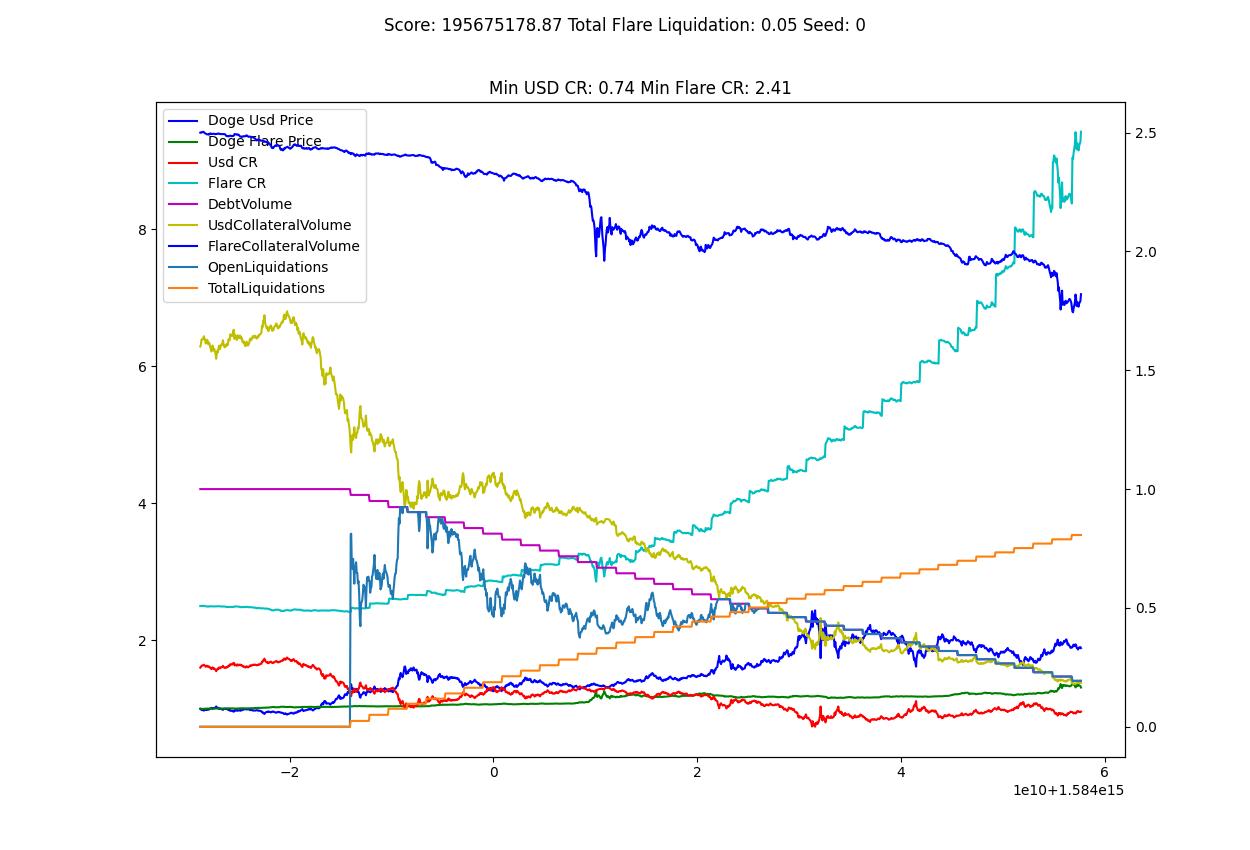 Score: 195675178.87 Total Flare Liquidation: 0.05 Seed: 0
Min USD CR: 0.74 Min Flare CR: 2.41
Doge Usd Price
Doge Flare Price
Usd CR
Flare CR
DebtVolume
UsdCollateralVolume
FlareCollateralVolume
OpenLiquidations
TotalLiquidations
8
6
4
2
2.5
2.0
1.5
1.0
0.5
0.0
−2 0 2 4 6
1e10+1.584e15